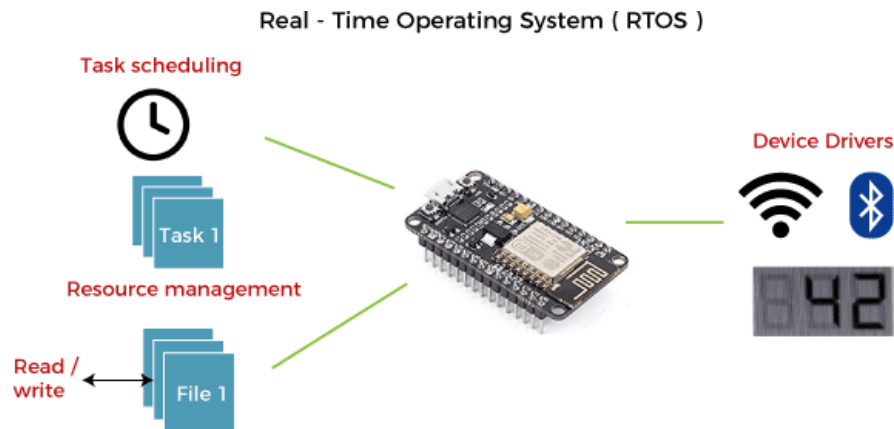 Real - Time Operating System ( RTOS )
Task scheduling
Task 1
Resource management
Read /
write
File 1
Device Drivers
42